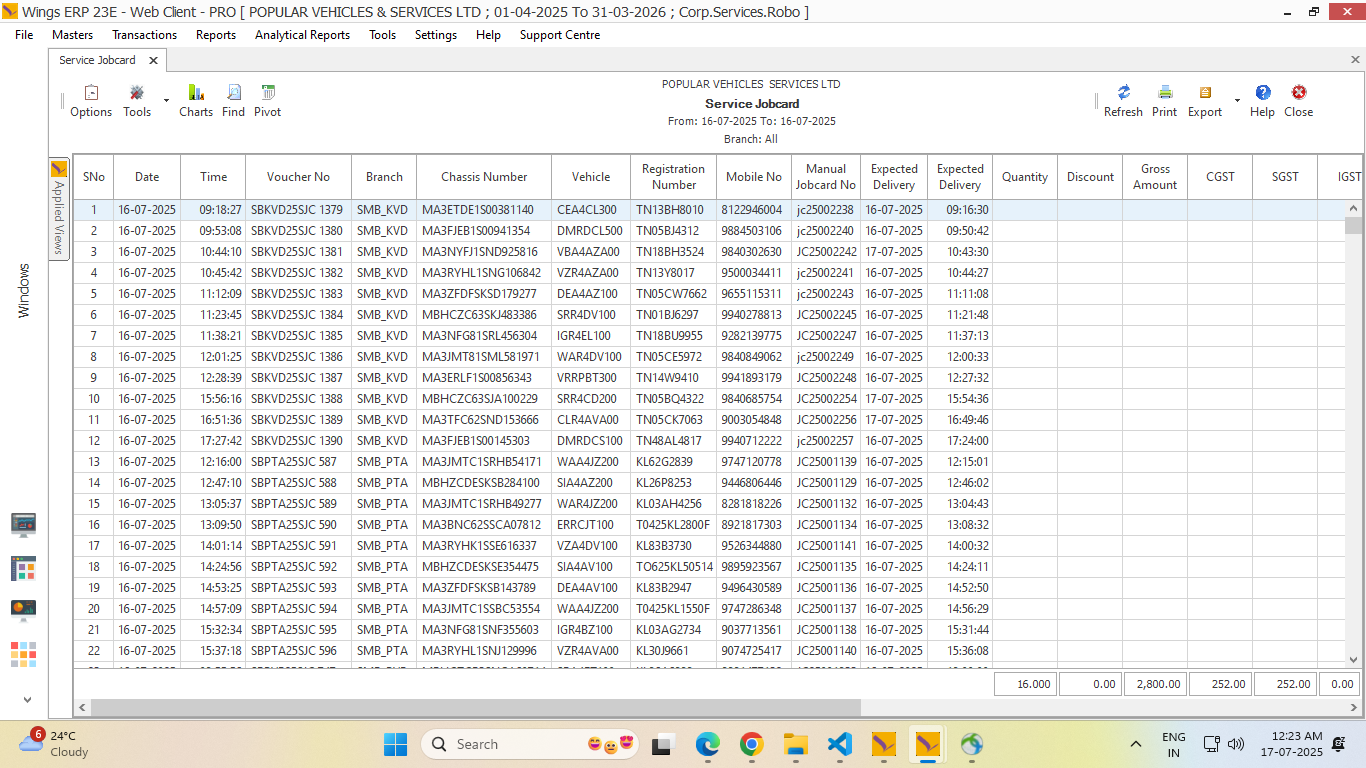 Wings ERP 23E - Web Client - PRO [ POPULAR VEHICLES & SERVICES LTD ; 01-04-2025 To 31-03-2026 ; Corp.Services.Robo ]
File Masters Transactions Reports Analytical Reports Tools Settings Help Support Centre
Service Jobcard
Options Tools Charts Find Pivot
POPULAR VEHICLES SERVICES LTD
Service Jobcard
From: 16-07-2025 To: 16-07-2025
Branch: All
Refresh Print Export Help Close
Applied Views
Windows
SNo Date Time Voucher No Branch Chassis Number Vehicle Registration Number Mobile No Manual Jobcard No Expected Delivery Expected Delivery Quantity Discount Gross Amount CGST SGST IGST
1 16-07-2025 09:18:27 SBKVD25SJC 1379 SMB_KVD MA3ETDE1S00381140 CEA4CL300 TN13BH8010 8122946004 jc25002238 16-07-2025 09:16:30
2 16-07-2025 09:53:08 SBKVD25SJC 1380 SMB_KVD MA3FJEB1S00941354 DMRDCL500 TN05BJ4312 9884503106 jc25002240 16-07-2025 09:50:42
3 16-07-2025 10:44:10 SBKVD25SJC 1381 SMB_KVD MA3NYFJ1SND925816 VBA4AZA00 TN18BH3524 9840302630 JC25002242 17-07-2025 10:43:30
4 16-07-2025 10:45:42 SBKVD25SJC 1382 SMB_KVD MA3RYHL1SNG106842 VZR4AZA00 TN13Y8017 9500034411 jc25002241 16-07-2025 10:44:27
5 16-07-2025 11:12:09 SBKVD25SJC 1383 SMB_KVD MA3ZFDFSKSD179277 DEA4AZ100 TN05CW7662 9655115311 jc25002243 16-07-2025 11:11:08
6 16-07-2025 11:23:45 SBKVD25SJC 1384 SMB_KVD MBHCZC63SKJ483386 SRR4DV100 TN01BJ6297 9940278813 JC25002245 16-07-2025 11:21:48
7 16-07-2025 11:38:21 SBKVD25SJC 1385 SMB_KVD MA3NFG81SRL456304 IGR4EL100 TN18BU9955 9282139775 JC25002247 16-07-2025 11:37:13
8 16-07-2025 12:01:25 SBKVD25SJC 1386 SMB_KVD MA3JMT81SML581971 WAR4DV100 TN05CE5972 9840849062 jc25002249 16-07-2025 12:00:33
9 16-07-2025 12:28:39 SBKVD25SJC 1387 SMB_KVD MA3ERLF1S00856343 VRRPBT300 TN14W9410 9941893179 JC25002248 16-07-2025 12:27:32
10 16-07-2025 15:56:16 SBKVD25SJC 1388 SMB_KVD MBHCZC63SJA100229 SRR4CD200 TN05BQ4322 9840685754 JC25002254 17-07-2025 15:54:36
11 16-07-2025 16:51:36 SBKVD25SJC 1389 SMB_KVD MA3TFC62SND153666 CLR4AVA00 TN05CK7063 9003054848 JC25002256 17-07-2025 16:49:46
12 16-07-2025 17:27:42 SBKVD25SJC 1390 SMB_KVD MA3FJEB1S00145303 DMRDCS100 TN48AL4817 9940712222 jc25002257 16-07-2025 17:24:00
13 16-07-2025 12:16:00 SBPTA25SJC 587 SMB_PTA MA3JMTC1SRHB54171 WAA4JZ200 KL62G2839 9747120778 JC25001139 16-07-2025 12:15:01
14 16-07-2025 12:47:10 SBPTA25SJC 588 SMB_PTA MBHZCDESKSB284100 SIA4AZ200 KL26P8253 9446806446 JC25001129 16-07-2025 12:46:02
15 16-07-2025 13:05:37 SBPTA25SJC 589 SMB_PTA MA3JMTC1SRHB49277 WAR4JZ200 KL03AH4256 8281818226 JC25001132 16-07-2025 13:04:43
16 16-07-2025 13:09:50 SBPTA25SJC 590 SMB_PTA MA3BNC62SSCA07812 ERRCJT100 T0425KL2800F 8921817303 JC25001134 16-07-2025 13:08:32
17 16-07-2025 14:01:14 SBPTA25SJC 591 SMB_PTA MA3RYHK1SSE616337 VZA4DV100 KL83B3730 9526344880 JC25001141 16-07-2025 14:00:32
18 16-07-2025 14:24:56 SBPTA25SJC 592 SMB_PTA MBHZCDESKSE354475 SIA4AV100 TO625KL50514 9895923567 JC25001135 16-07-2025 14:24:11
19 16-07-2025 14:53:25 SBPTA25SJC 593 SMB_PTA MA3ZFDFSKSB143789 DEA4AV100 KL83B2947 9496430589 JC25001136 16-07-2025 14:52:50
20 16-07-2025 14:57:09 SBPTA25SJC 594 SMB_PTA MA3JMTC1SSBC53554 WAA4JZ200 T0425KL1550F 9747286348 JC25001137 16-07-2025 14:56:29
21 16-07-2025 15:32:34 SBPTA25SJC 595 SMB_PTA MA3NFG81SNF355603 IGR4BZ100 KL03AG2734 9037713561 JC25001138 16-07-2025 15:31:44
22 16-07-2025 15:37:18 SBPTA25SJC 596 SMB_PTA MA3RYHL1SNJ129996 VZR4AVA00 KL30J9661 9074725417 JC25001140 16-07-2025 15:36:08
16.000 0.00 2,800.00 252.00 252.00 0.00
6 24°C
Cloudy
Search
ENG
IN
12:23 AM
17-07-2025